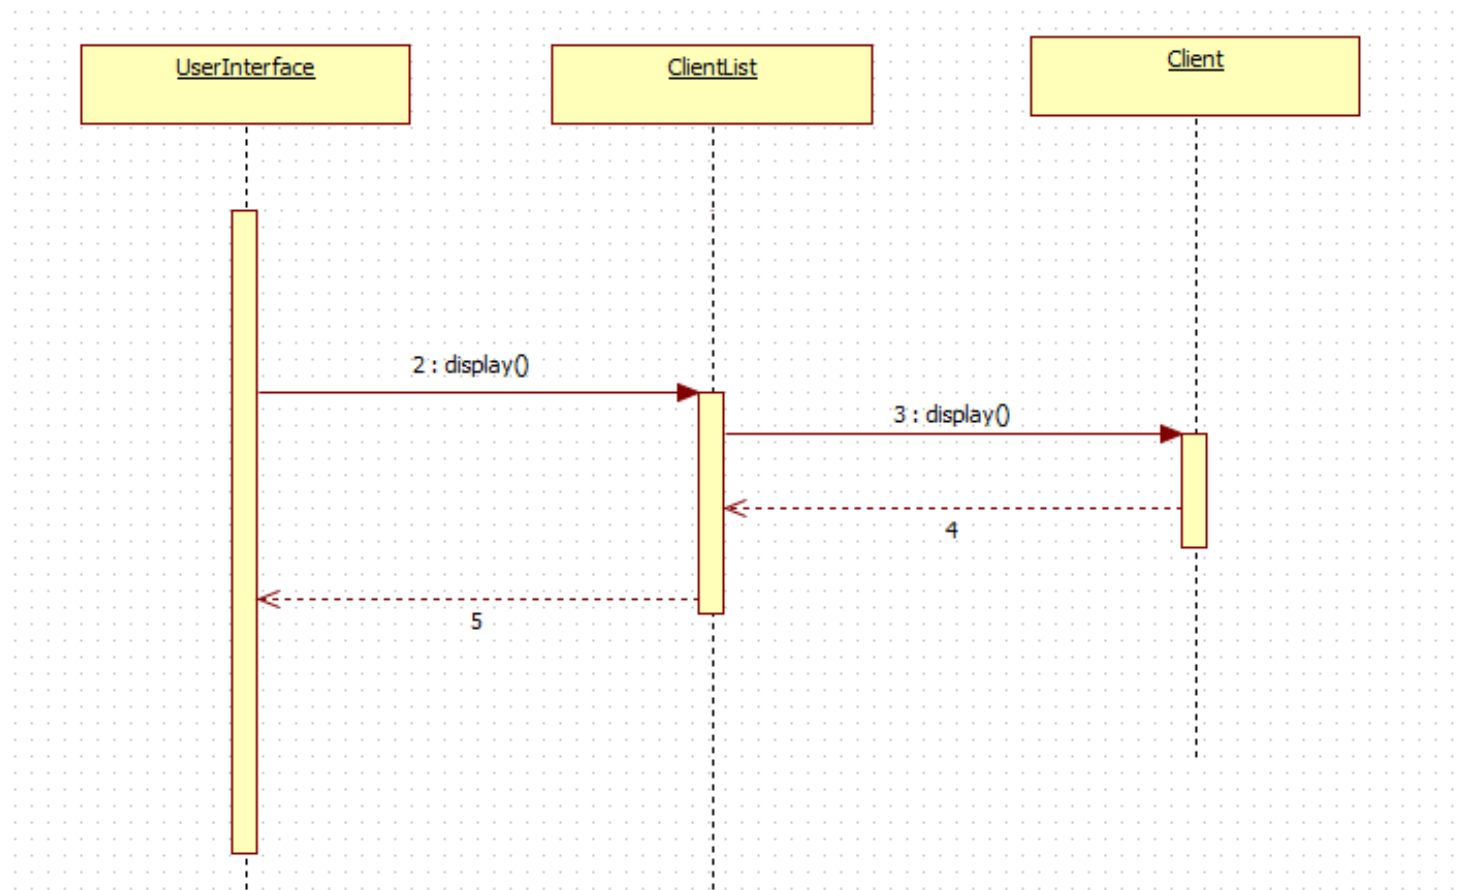 UserInterface
ClientList
Client
2 : display()
3 : display()
4
5